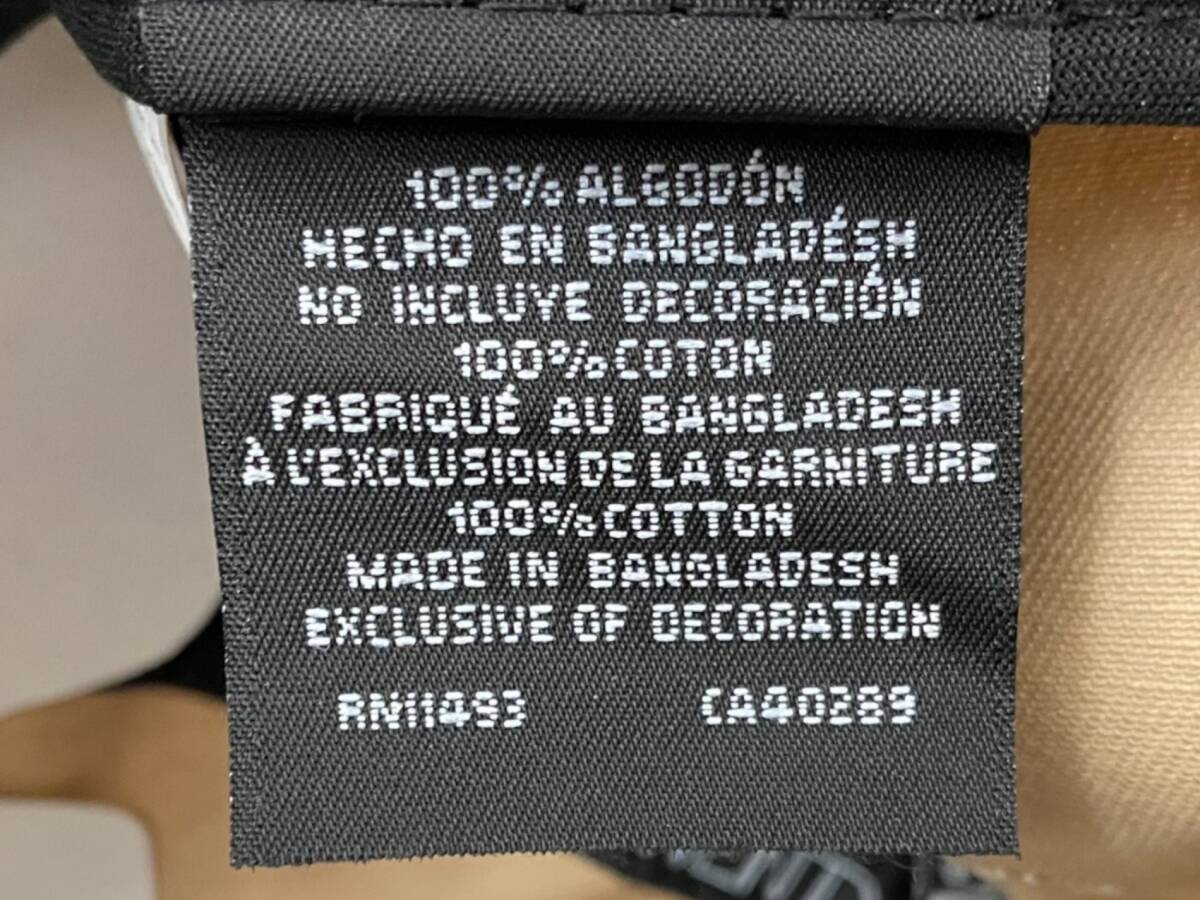 100% ALGODÓN
HECHO EN BANGLADÉSH
NO INCLUYE DECORACIÓN
100% COTON
FABRIQUÉ AU BANGLADESH
À L'EXCLUSION DE LA GARNITURE
100% COTTON
MADE IN BANGLADESH
EXCLUSIVE OF DECORATION
RN11493 CA40289